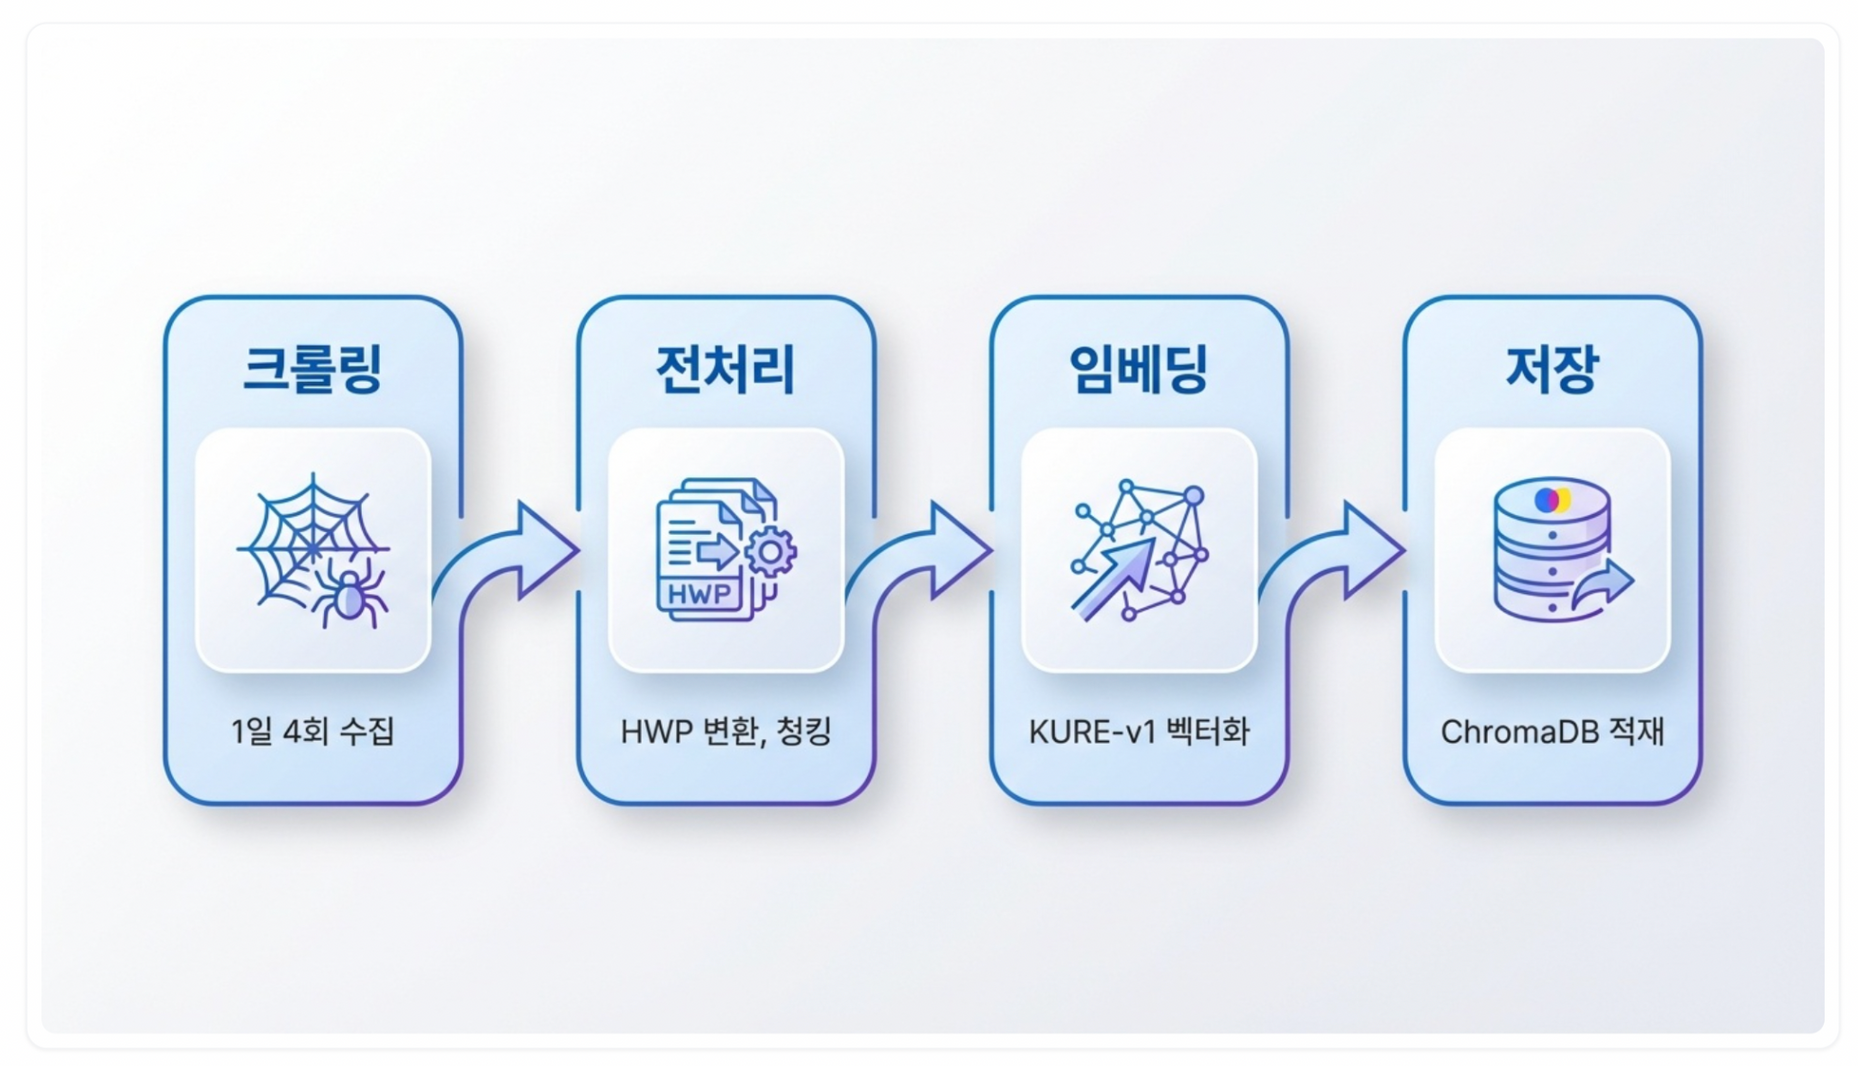 크롤링
1일 4회 수집
전처리
HWP
HWP 변환, 청킹
임베딩
KURE-v1 벡터화
저장
ChromaDB 적재